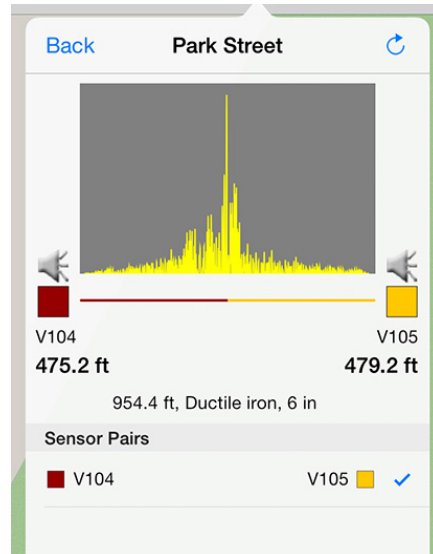 Back Park Street
V104 V105
475.2 ft 479.2 ft
954.4 ft, Ductile iron, 6 in
Sensor Pairs
V104 V105